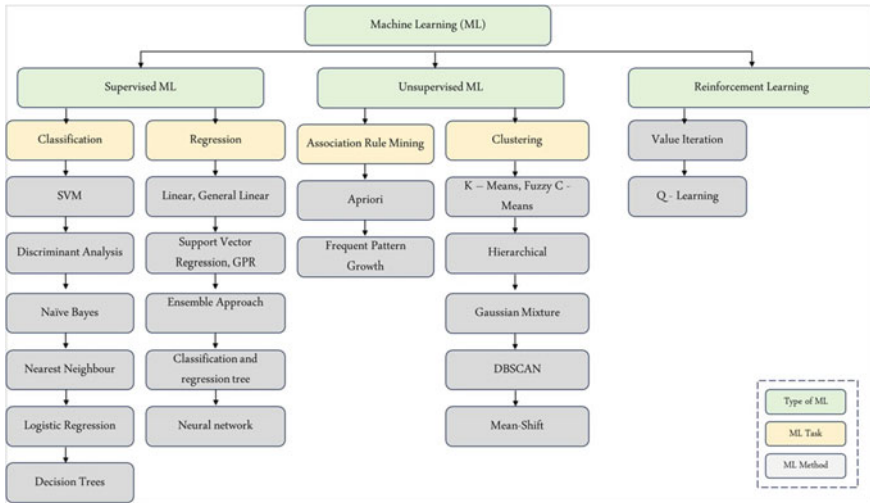 Machine Learning (ML)
Supervised ML
Unsupervised ML
Reinforcement Learning
Classification
Regression
Association Rule Mining
Clustering
Value Iteration
SVM
Linear, General Linear
Apriori
K – Means, Fuzzy C -
Means
Q - Learning
Discriminant Analysis
Support Vector
Regression, GPR
Frequent Pattern
Growth
Hierarchical
Naïve Bayes
Ensemble Approach
Gaussian Mixture
Nearest Neighbour
Classification and
regression tree
DBSCAN
Logistic Regression
Neural network
Mean-Shift
Decision Trees
Type of ML
ML Task
ML Method